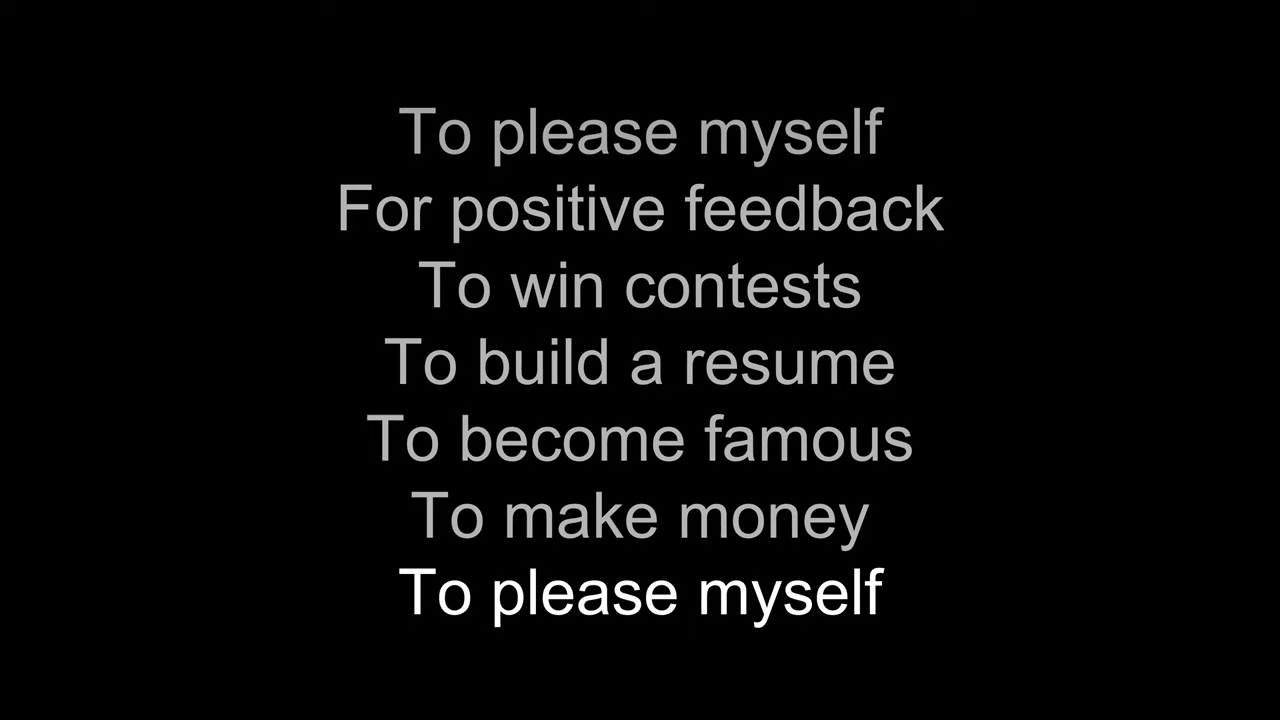 To please myself
For positive feedback
To win contests
To build a resume
To become famous
To make money
To please myself